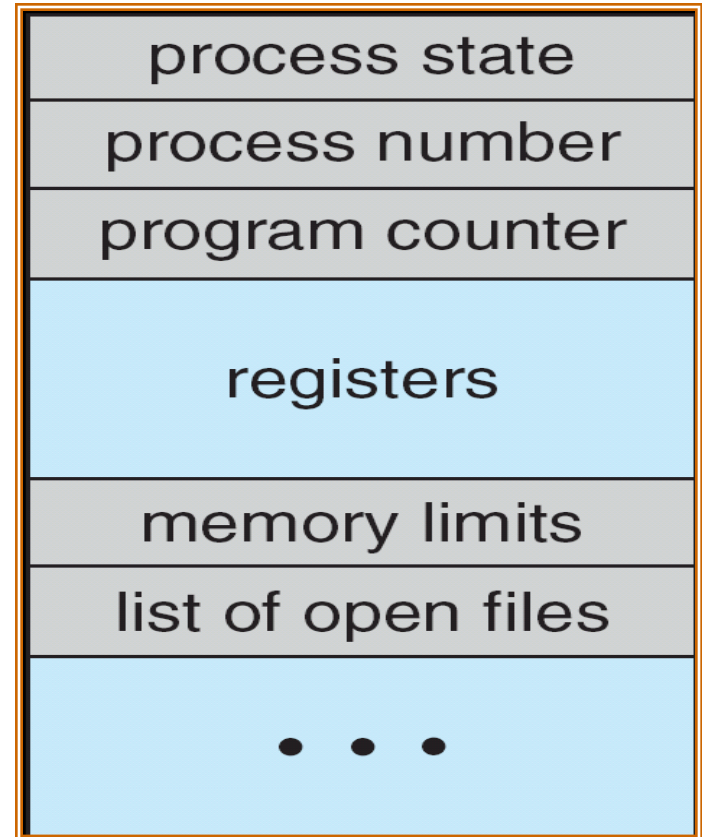 process state
process number
program counter
registers
memory limits
list of open files
• • •